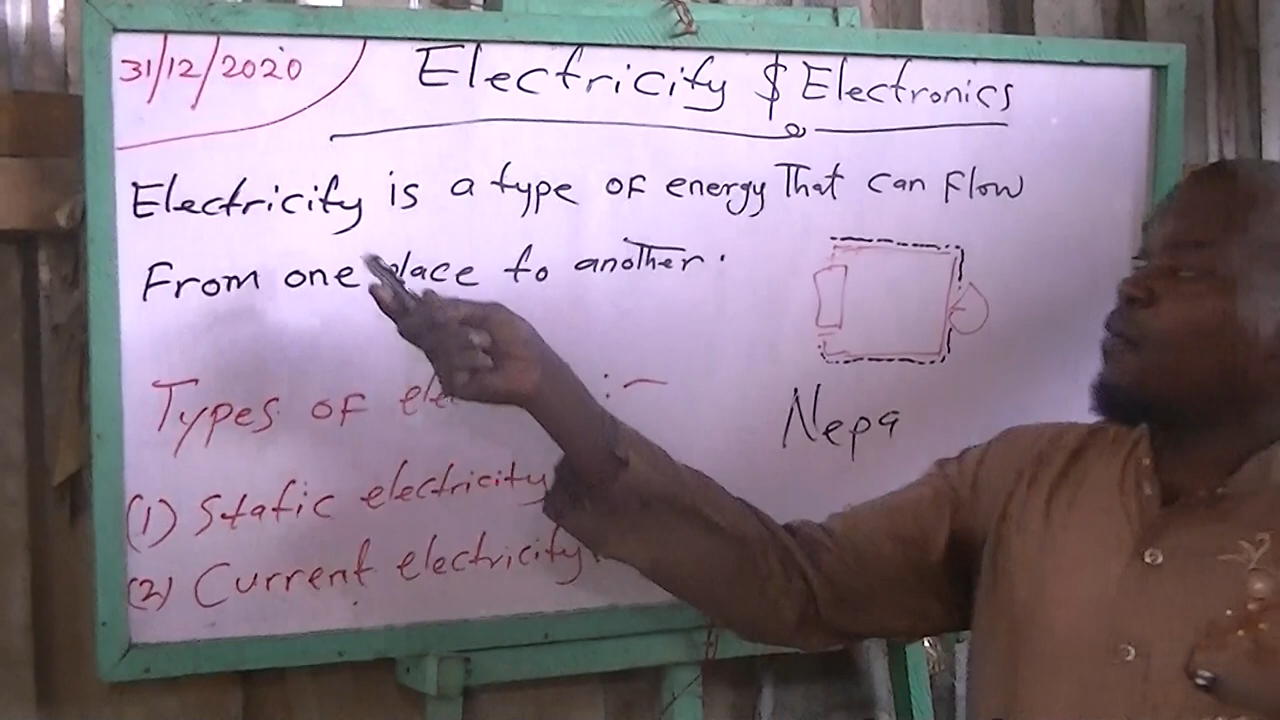 31/12/2020
Electricity $ Electronics
Electricity is a type of energy That can Flow
From one place to another.
Types of :-
(1) Static electricity
(2) Current electricity
Nepa